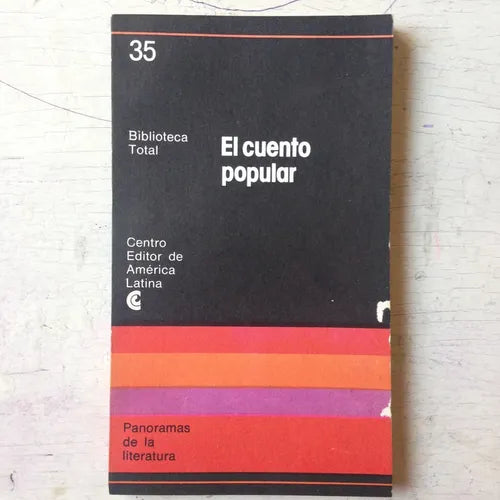 35
Biblioteca
Total
El cuento
popular
Centro
Editor de
América
Latina
Panoramas
de la
literatura